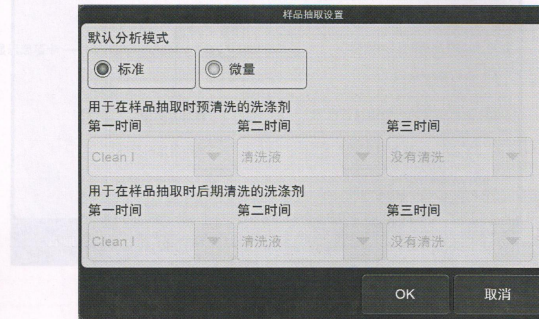 样品抽取设置
默认分析模式
标准 微量
用于在样品抽取时预清洗的洗涤剂
第一时间 第二时间 第三时间
Clean I 清洗液 没有清洗
用于在样品抽取时后期清洗的洗涤剂
第一时间 第二时间 第三时间
Clean I 清洗液 没有清洗
OK 取消